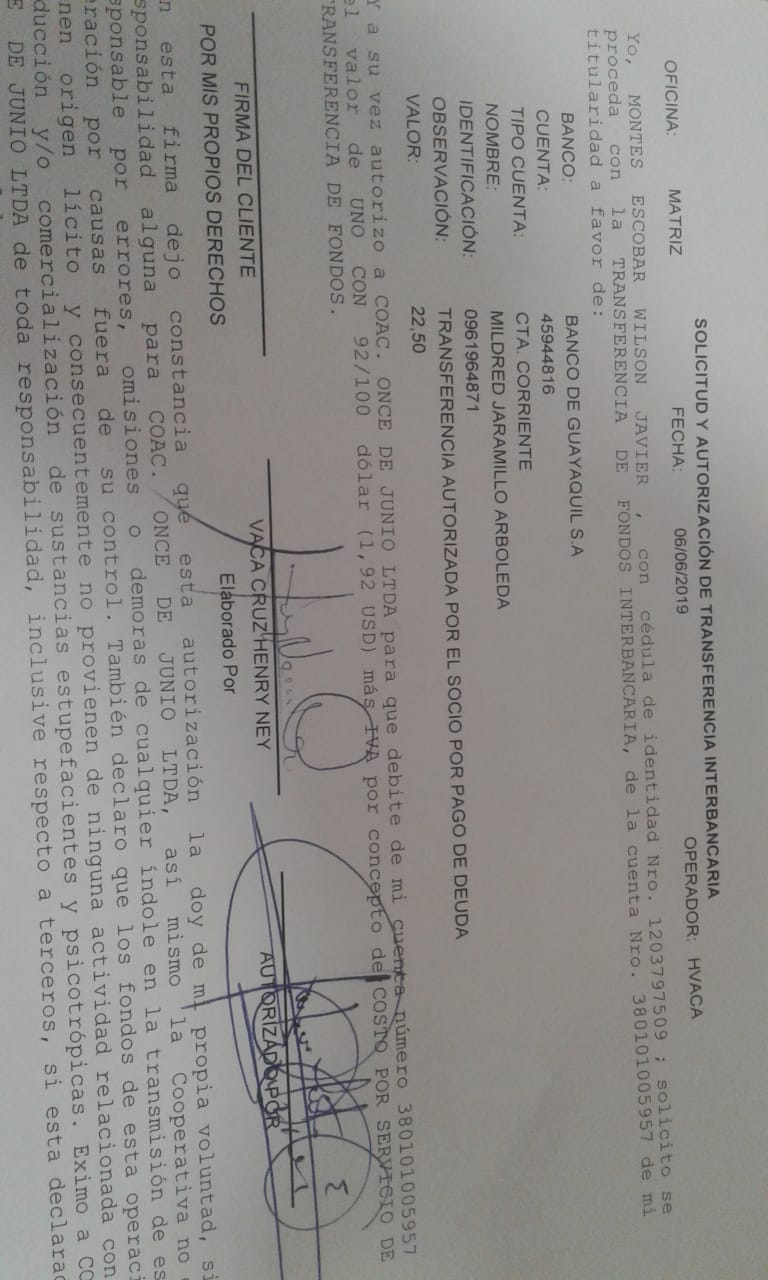 SOLICITUD Y AUTORIZACIÓN DE TRANSFERENCIA INTERBANCARIA
OFICINA: MATRIZ FECHA: 06/06/2019 OPERADOR: HVACA
Yo, MONTES ESCOBAR WILSON JAVIER , con cédula de identidad Nro. 1203797509 ; solicito se
proceda con la TRANSFERENCIA DE FONDOS INTERBANCARIA, de la cuenta Nro. 380101005957 de mi
titularidad a favor de:
BANCO: BANCO DE GUAYAQUIL S.A
CUENTA: 45944816
TIPO CUENTA: CTA. CORRIENTE
NOMBRE: MILDRED JARAMILLO ARBOLEDA
IDENTIFICACIÓN: 0961964871
OBSERVACIÓN: TRANSFERENCIA AUTORIZADA POR EL SOCIO POR PAGO DE DEUDA
VALOR: 22,50
Y a su vez autorizo a COAC. ONCE DE JUNIO LTDA para que debite de mi cuenta número 380101005957
el valor de UNO CON 92/100 dólar (1,92 USD) más IVA por concepto de COSTO POR SERVICIO DE
TRANSFERENCIA DE FONDOS.
FIRMA DEL CLIENTE VACA CRUZ HENRY NEY AUTORIZADO POR
POR MIS PROPIOS DERECHOS Elaborado Por
n esta firma dejo constancia que esta autorización la doy de mi propia voluntad, si
sponsabilidad alguna para COAC. ONCE DE JUNIO LTDA, así mismo la Cooperativa no
sponsable por errores, omisiones o demoras de cualquier índole en la transmisión de es
eración por causas fuera de su control. También declaro que los fondos de esta operaci
nen origen lícito y consecuentemente no provienen de ninguna actividad relacionada con
ducción y/o comercialización de sustancias estupefacientes y psicotrópicas. Eximo a CO
E DE JUNIO LTDA de toda responsabilidad, inclusive respecto a terceros, si esta declarac